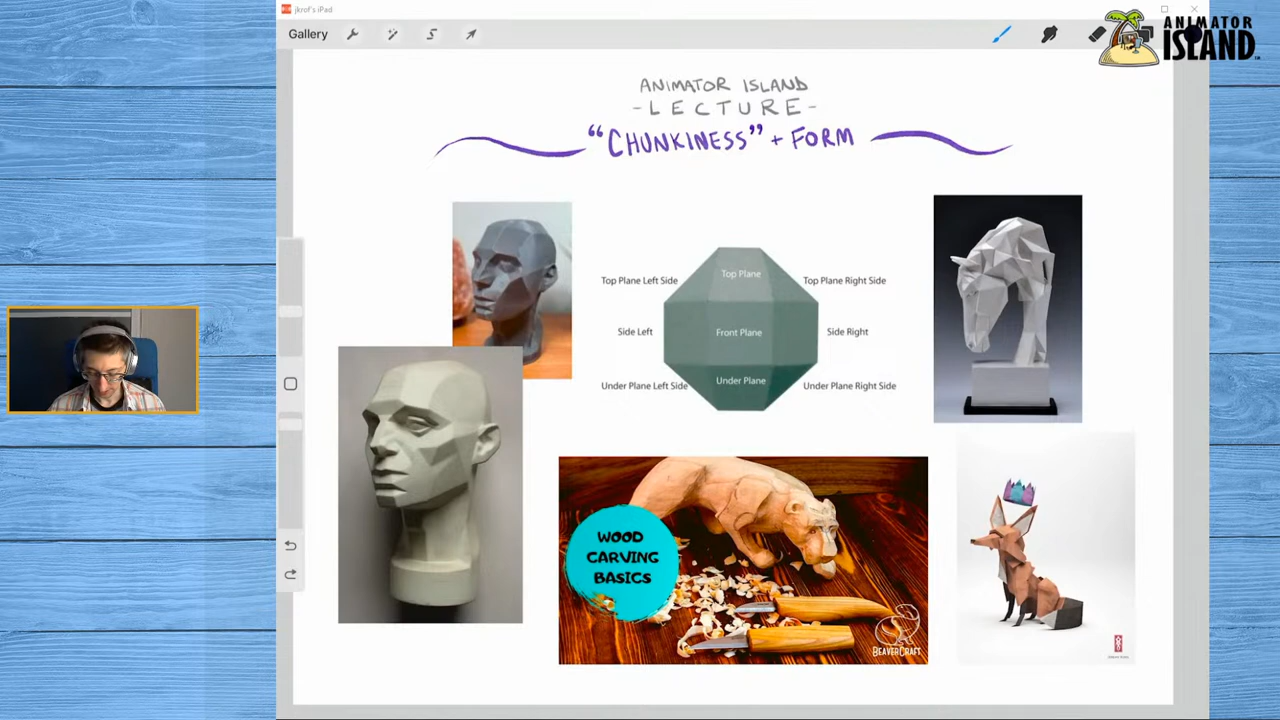 jkrof's iPad
Gallery
ANIMATOR
ISLAND
ANIMATOR ISLAND
-LECTURE-
"CHUNKINESS" + FORM
Top Plane
Top Plane Left Side
Top Plane Right Side
Side Left
Front Plane
Side Right
Under Plane Left Side
Under Plane
Under Plane Right Side
WOOD
CARVING
BASICS
BEAVERCRAFT